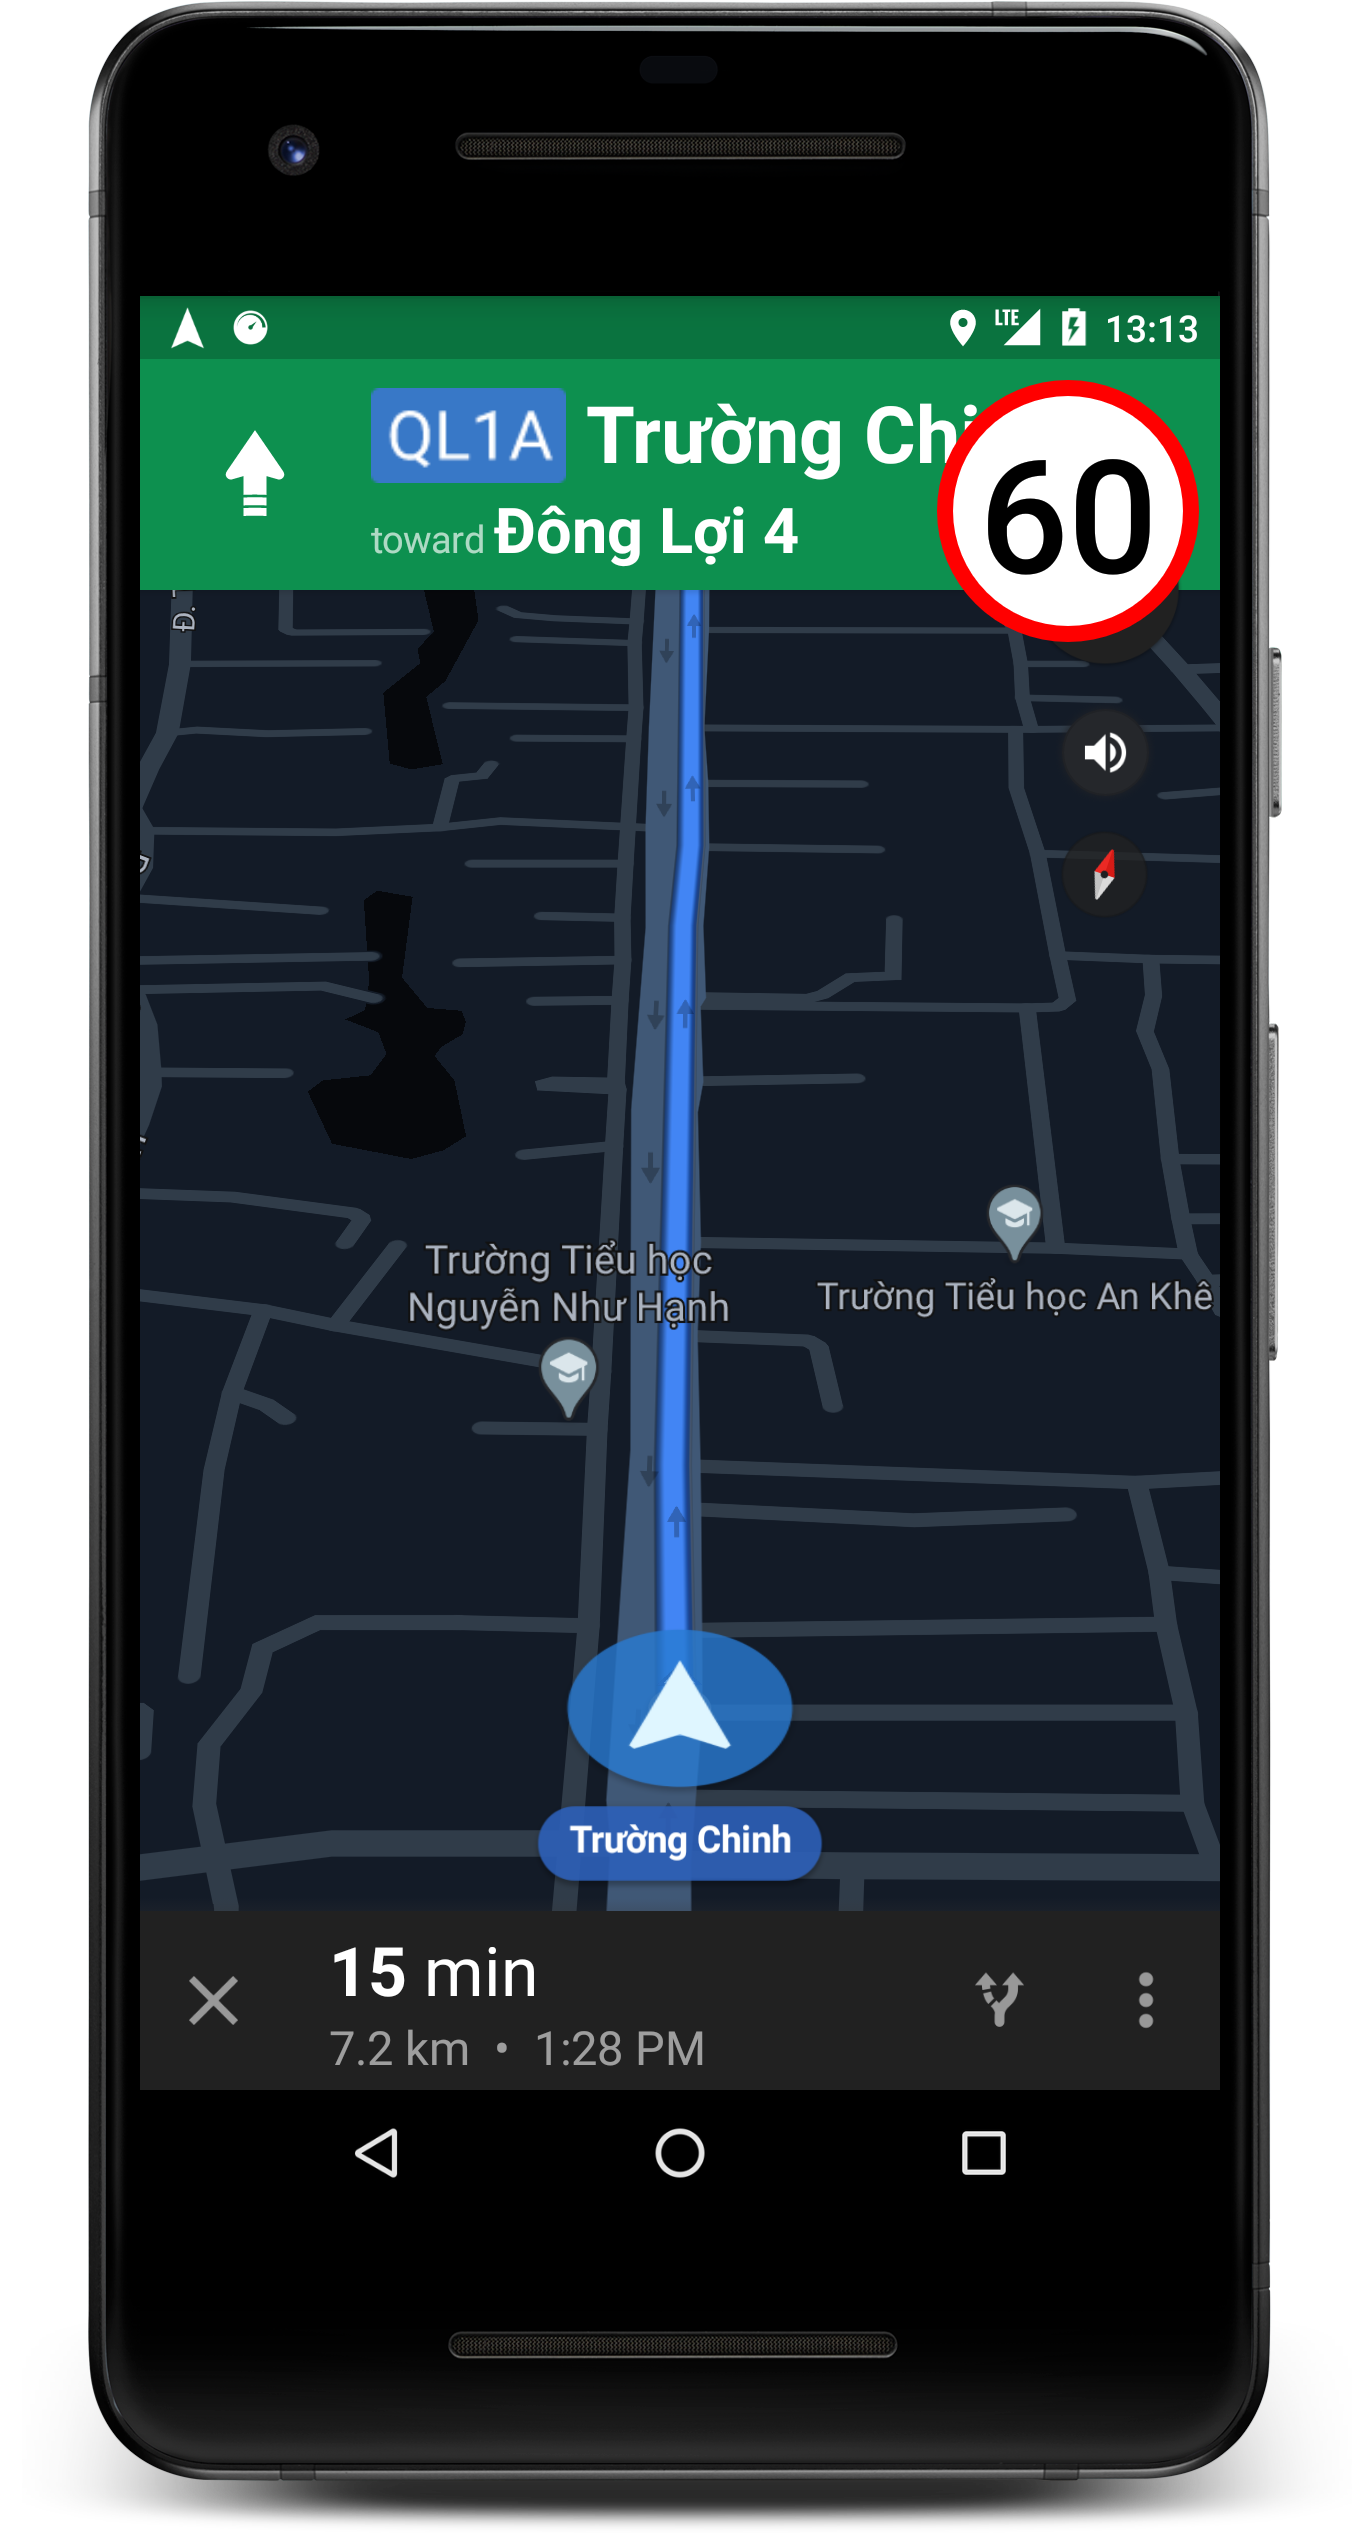 LTE 13:13
QL1A Trường Chi
60
toward Đông Lợi 4
Đ.
Trường Tiểu học
Nguyễn Như Hạnh
Trường Tiểu học An Khê
Trường Chinh
15 min
7.2 km • 1:28 PM